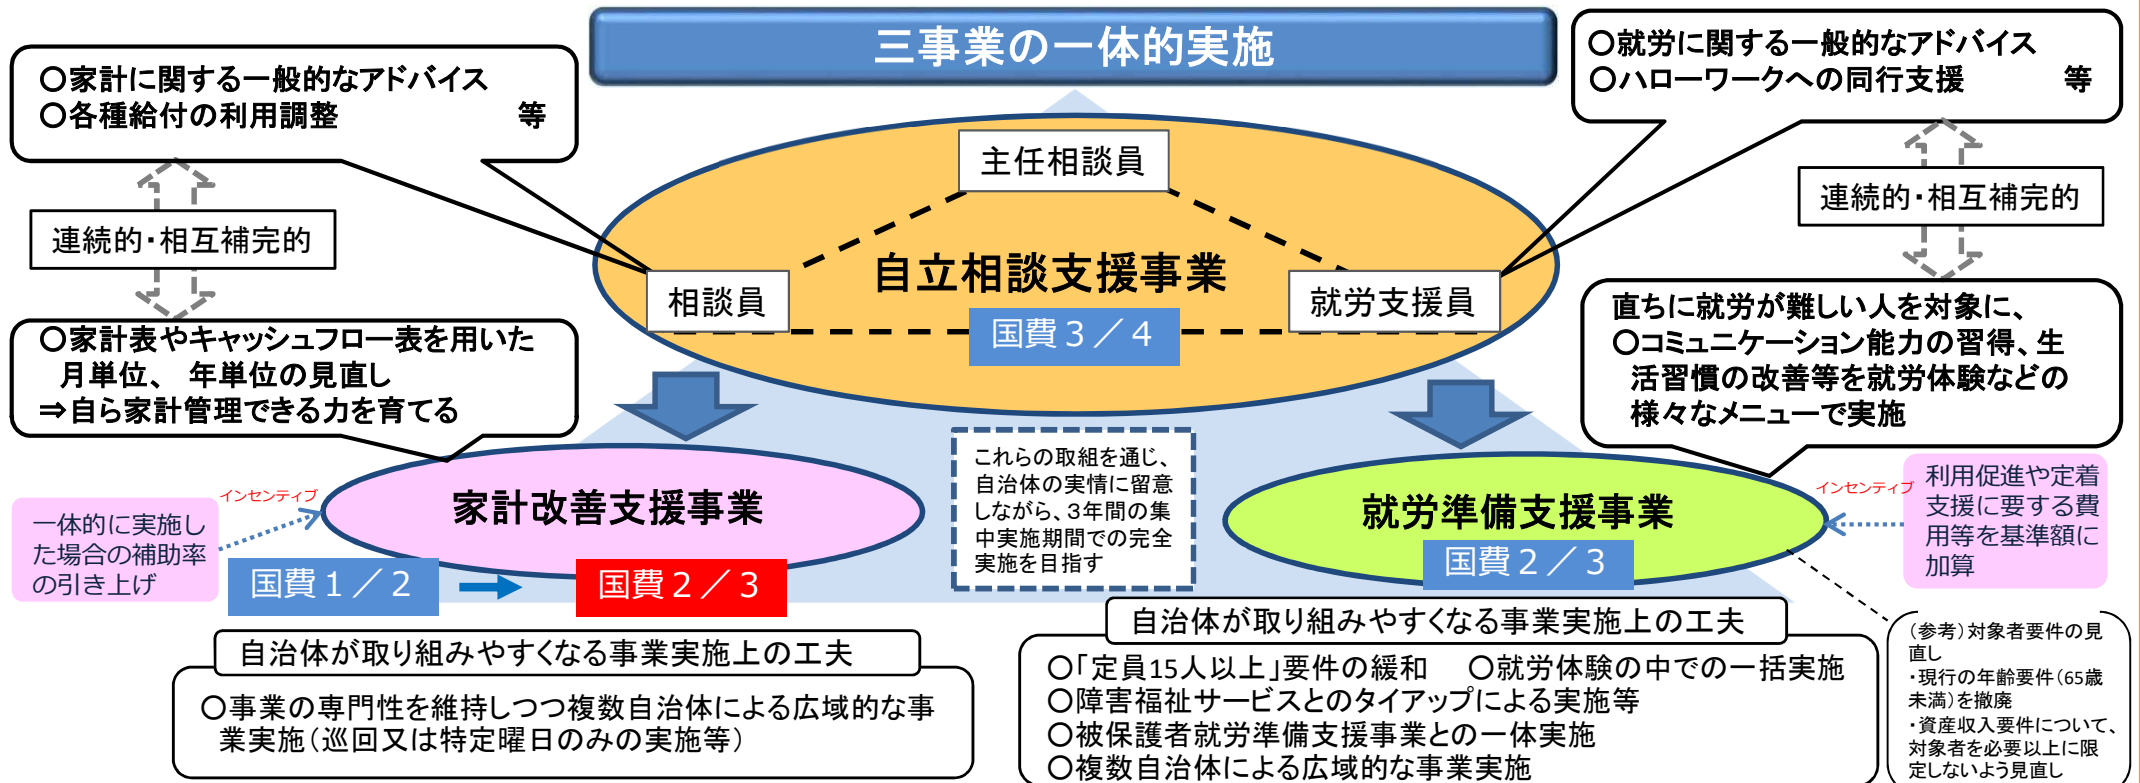 三事業の一体的実施
○家計に関する一般的なアドバイス
○各種給付の利用調整　等
○就労に関する一般的なアドバイス
○ハローワークへの同行支援　等
連続的・相互補完的
連続的・相互補完的
主任相談員
自立相談支援事業
相談員
就労支援員
国費３／４
○家計表やキャッシュフロー表を用いた
月単位、 年単位の見直し
⇒自ら家計管理できる力を育てる
直ちに就労が難しい人を対象に、
○コミュニケーション能力の習得、生
活習慣の改善等を就労体験などの
様々なメニューで実施
これらの取組を通じ、
自治体の実情に留意
しながら、3年間の集
中実施期間での完全
実施を目指す
インセンティブ
一体的に実施し
た場合の補助率
の引き上げ
家計改善支援事業
国費１／２
国費２／３
就労準備支援事業
国費２／３
インセンティブ
利用促進や定着
支援に要する費
用等を基準額に
加算
自治体が取り組みやすくなる事業実施上の工夫
○事業の専門性を維持しつつ複数自治体による広域的な事
業実施（巡回又は特定曜日のみの実施等）
自治体が取り組みやすくなる事業実施上の工夫
○「定員15人以上」要件の緩和　○就労体験の中での一括実施
○障害福祉サービスとのタイアップによる実施等
○被保護者就労準備支援事業との一体実施
○複数自治体による広域的な事業実施
（参考）対象者要件の見
直し
・現行の年齢要件（65歳
未満）を撤廃
・資産収入要件について、
対象者を必要以上に限
定しないよう見直し